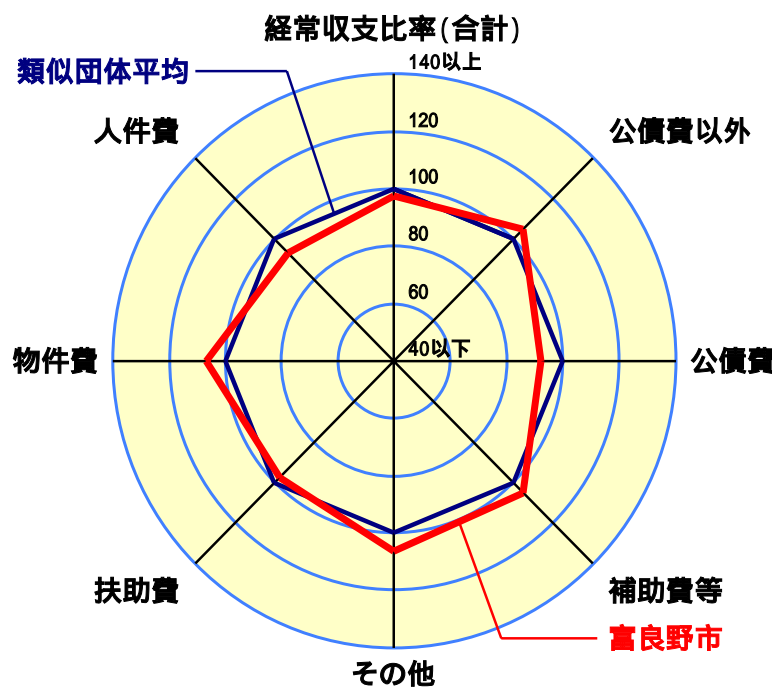 経常収支比率(合計)
140以上
類似団体平均
120
人件費
公債費以外
100
80
60
40以下
物件費
公債費
扶助費
補助費等
富良野市
その他